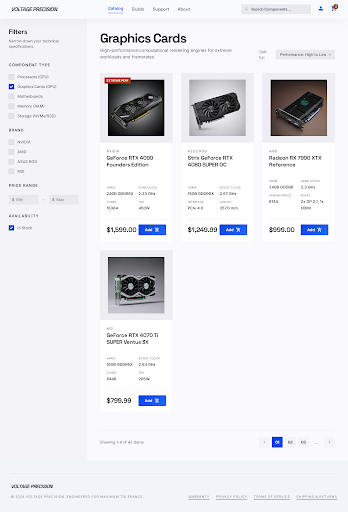 VOLTAGE PRECISION
Catalog Builds Support About
Search Components...
Filters
Narrow down your technical
specifications.
COMPONENT TYPE
Processors (CPU)
Graphics Cards (GPU)
Motherboards
Memory (RAM)
Storage (NVMe/SSD)
BRAND
NVIDIA
AMD
ASUS ROG
MSI
PRICE RANGE
$ Min - $ Max
AVAILABILITY
In Stock
Graphics Cards
High-performance computational rendering engines for extreme
workloads and framerates.
Sort
by:
Performance: High to Low
EXTREME PERF
NVIDIA
GeForce RTX 4090
Founders Edition
VRAM
24GB GDDR6X
CORE CLOCK
2.23 GHz
CORES
16384
TDP
450W
$1,599.00
Add
ASUS ROG
Strix GeForce RTX
4080 SUPER OC
VRAM
16GB GDDR6X
BOOST CLOCK
2.67 GHz
INTERFACE
PCIe 4.0
LENGTH
357.6 mm
$1,249.99
Add
AMD
Radeon RX 7900 XTX
Reference
VRAM
24GB GDDR6
GAME CLOCK
2.3 GHz
6144
PORTS
2x DP 2.1, 1x
HDMI
$999.00
Add
MSI
GeForce RTX 4070 Ti
SUPER Ventus 3X
VRAM
16GB GDDR6X
BOOST CLOCK
2.64 GHz
CORES
8448
TDP
285W
$799.99
Add
Showing 1-4 of 45 items
01 02 03 ...
VOLTAGE PRECISION
© 2024 VOLTAGE PRECISION. ENGINEERED FOR MAXIMUM TOLERANCE.
WARRANTY PRIVACY POLICY TERMS OF SERVICE SHIPPING & RETURNS